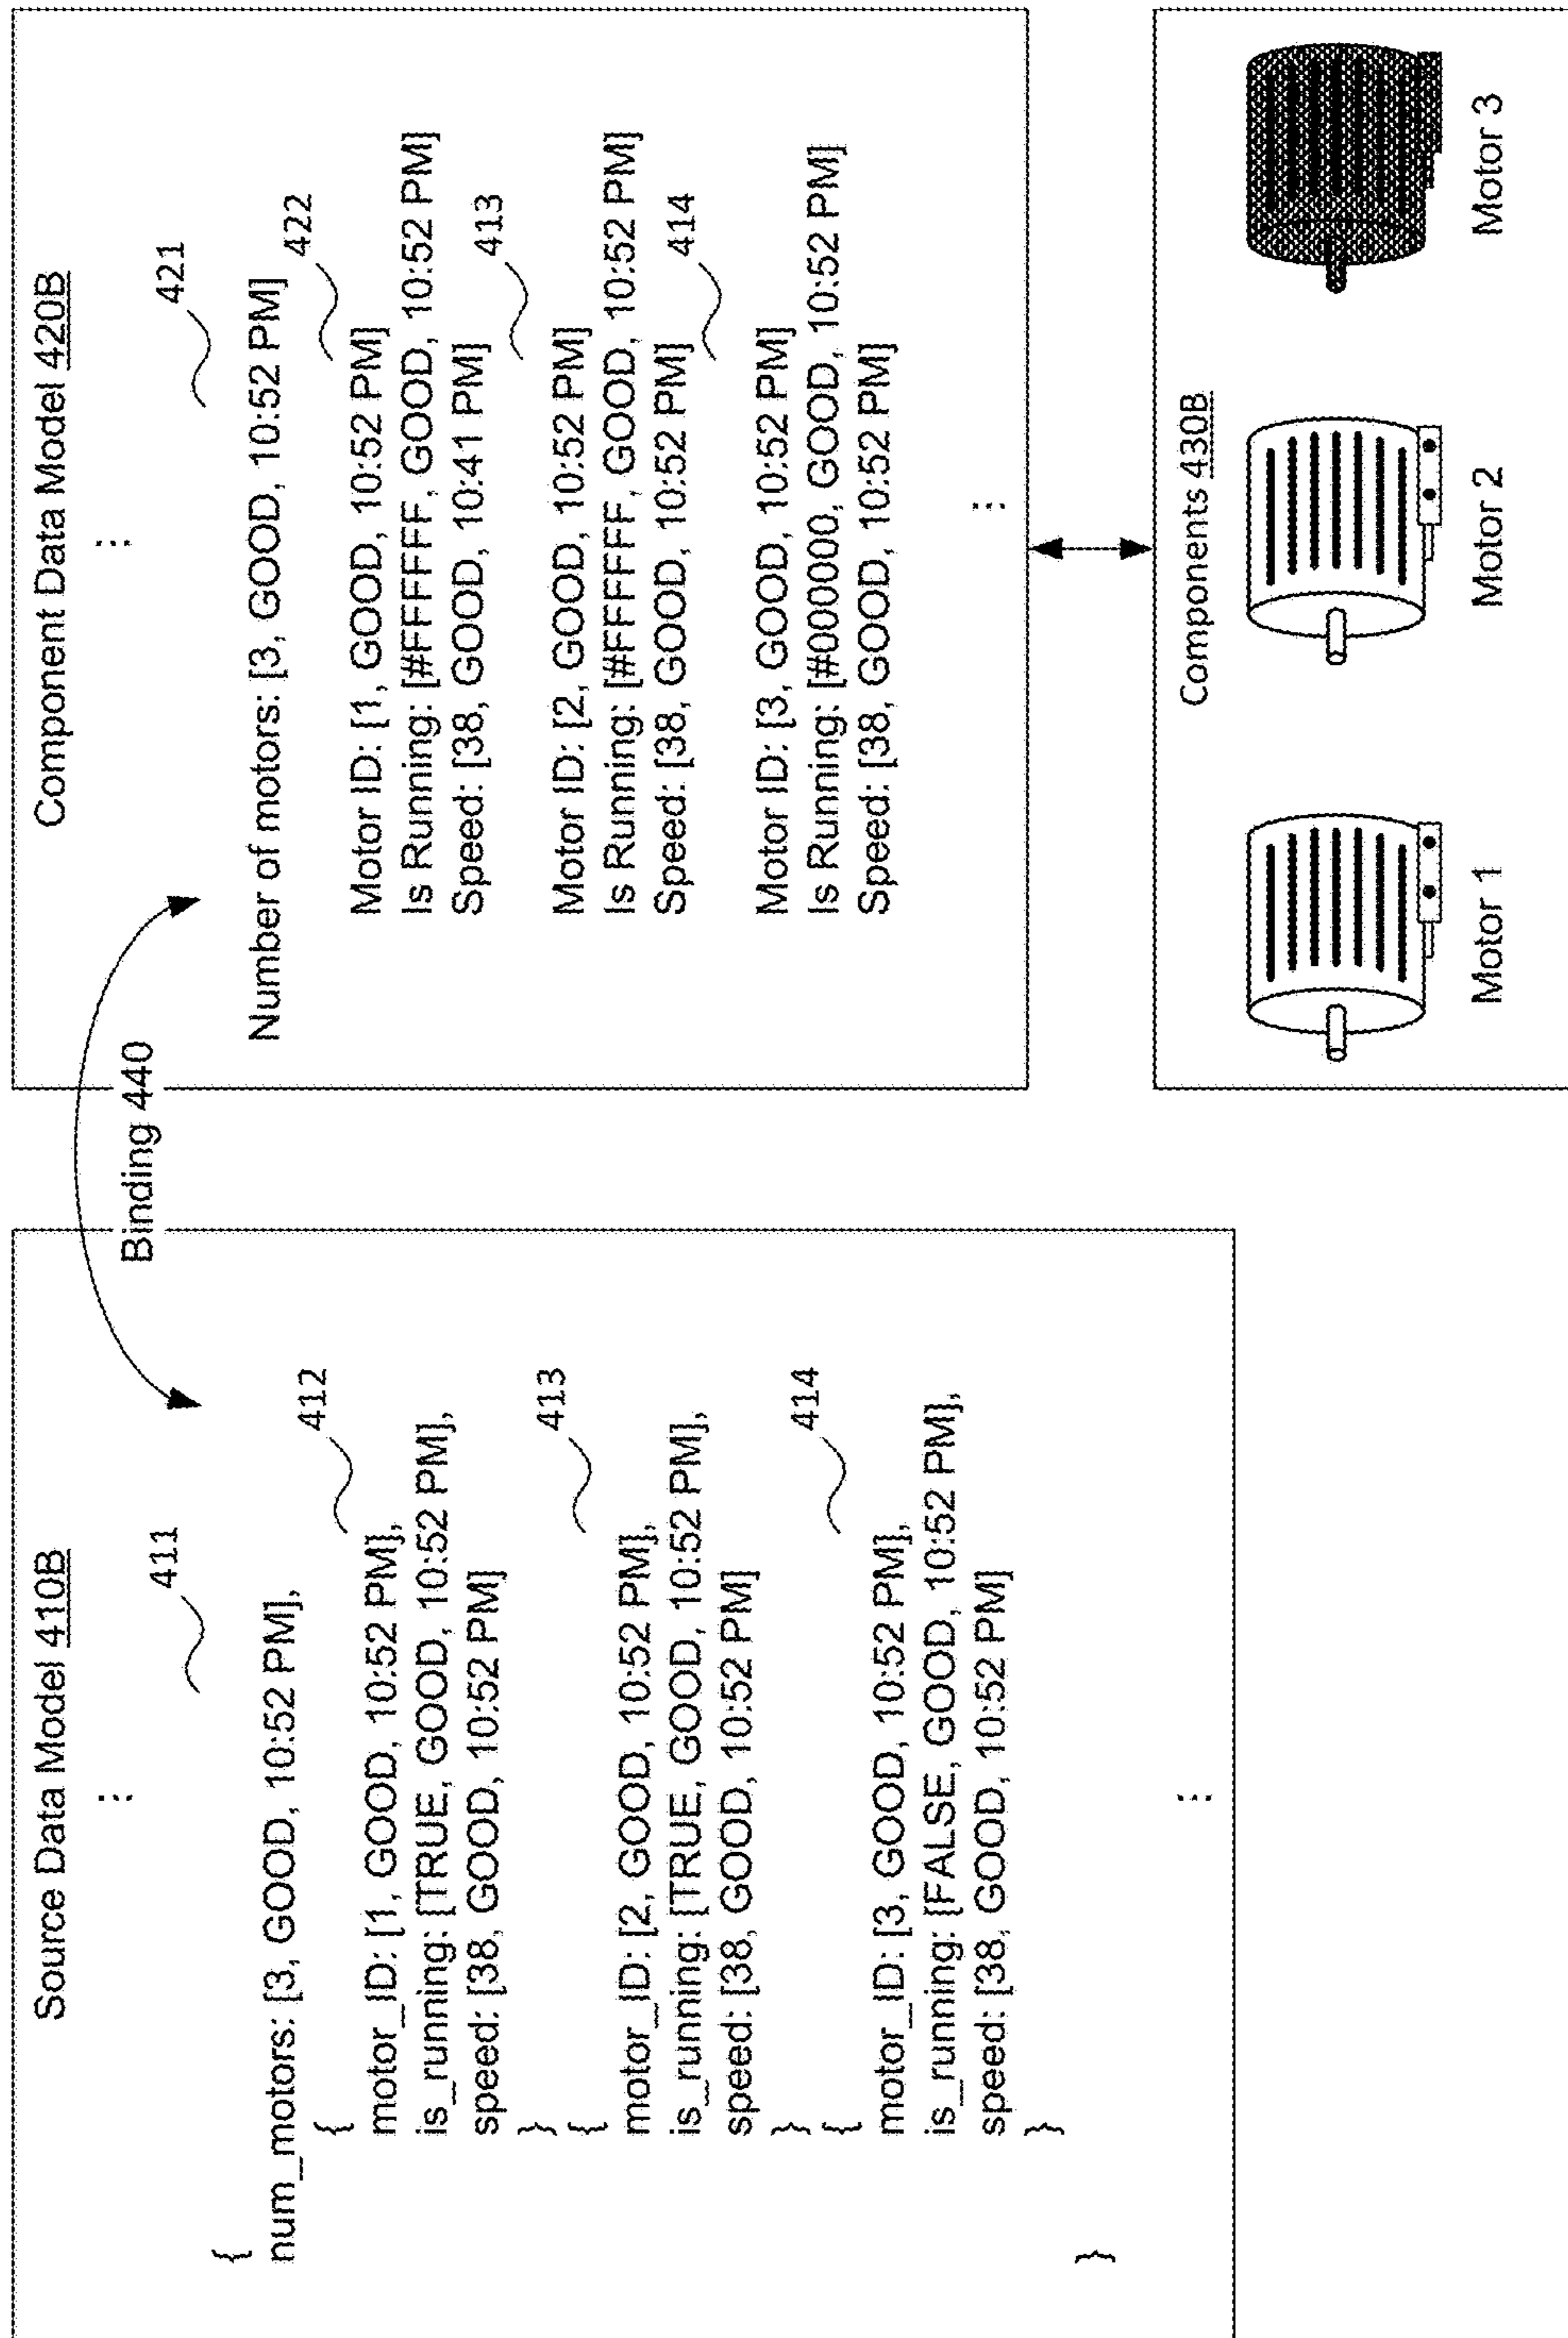 Source Data Model 410B
⋮
411
{
num_motors: [3, GOOD, 10:52 PM],
412
{
motor_ID: [1, GOOD, 10:52 PM],
is_running: [TRUE, GOOD, 10:52 PM],
speed: [38, GOOD, 10:52 PM]
}
413
{
motor_ID: [2, GOOD, 10:52 PM],
is_running: [TRUE, GOOD, 10:52 PM],
speed: [38, GOOD, 10:52 PM]
}
414
{
motor_ID: [3, GOOD, 10:52 PM],
is_running: [FALSE, GOOD, 10:52 PM],
speed: [38, GOOD, 10:52 PM]
}
}
⋮
Binding 440
Component Data Model 420B
⋮
421
Number of motors: [3, GOOD, 10:52 PM]
422
Motor ID: [1, GOOD, 10:52 PM]
Is Running: [#FFFFFF, GOOD, 10:52 PM]
Speed: [38, GOOD, 10:41 PM]
413
Motor ID: [2, GOOD, 10:52 PM]
Is Running: [#FFFFFF, GOOD, 10:52 PM]
Speed: [38, GOOD, 10:52 PM]
414
Motor ID: [3, GOOD, 10:52 PM]
Is Running: [#000000, GOOD, 10:52 PM]
Speed: [38, GOOD, 10:52 PM]
⋮
Components 430B
Motor 1
Motor 2
Motor 3